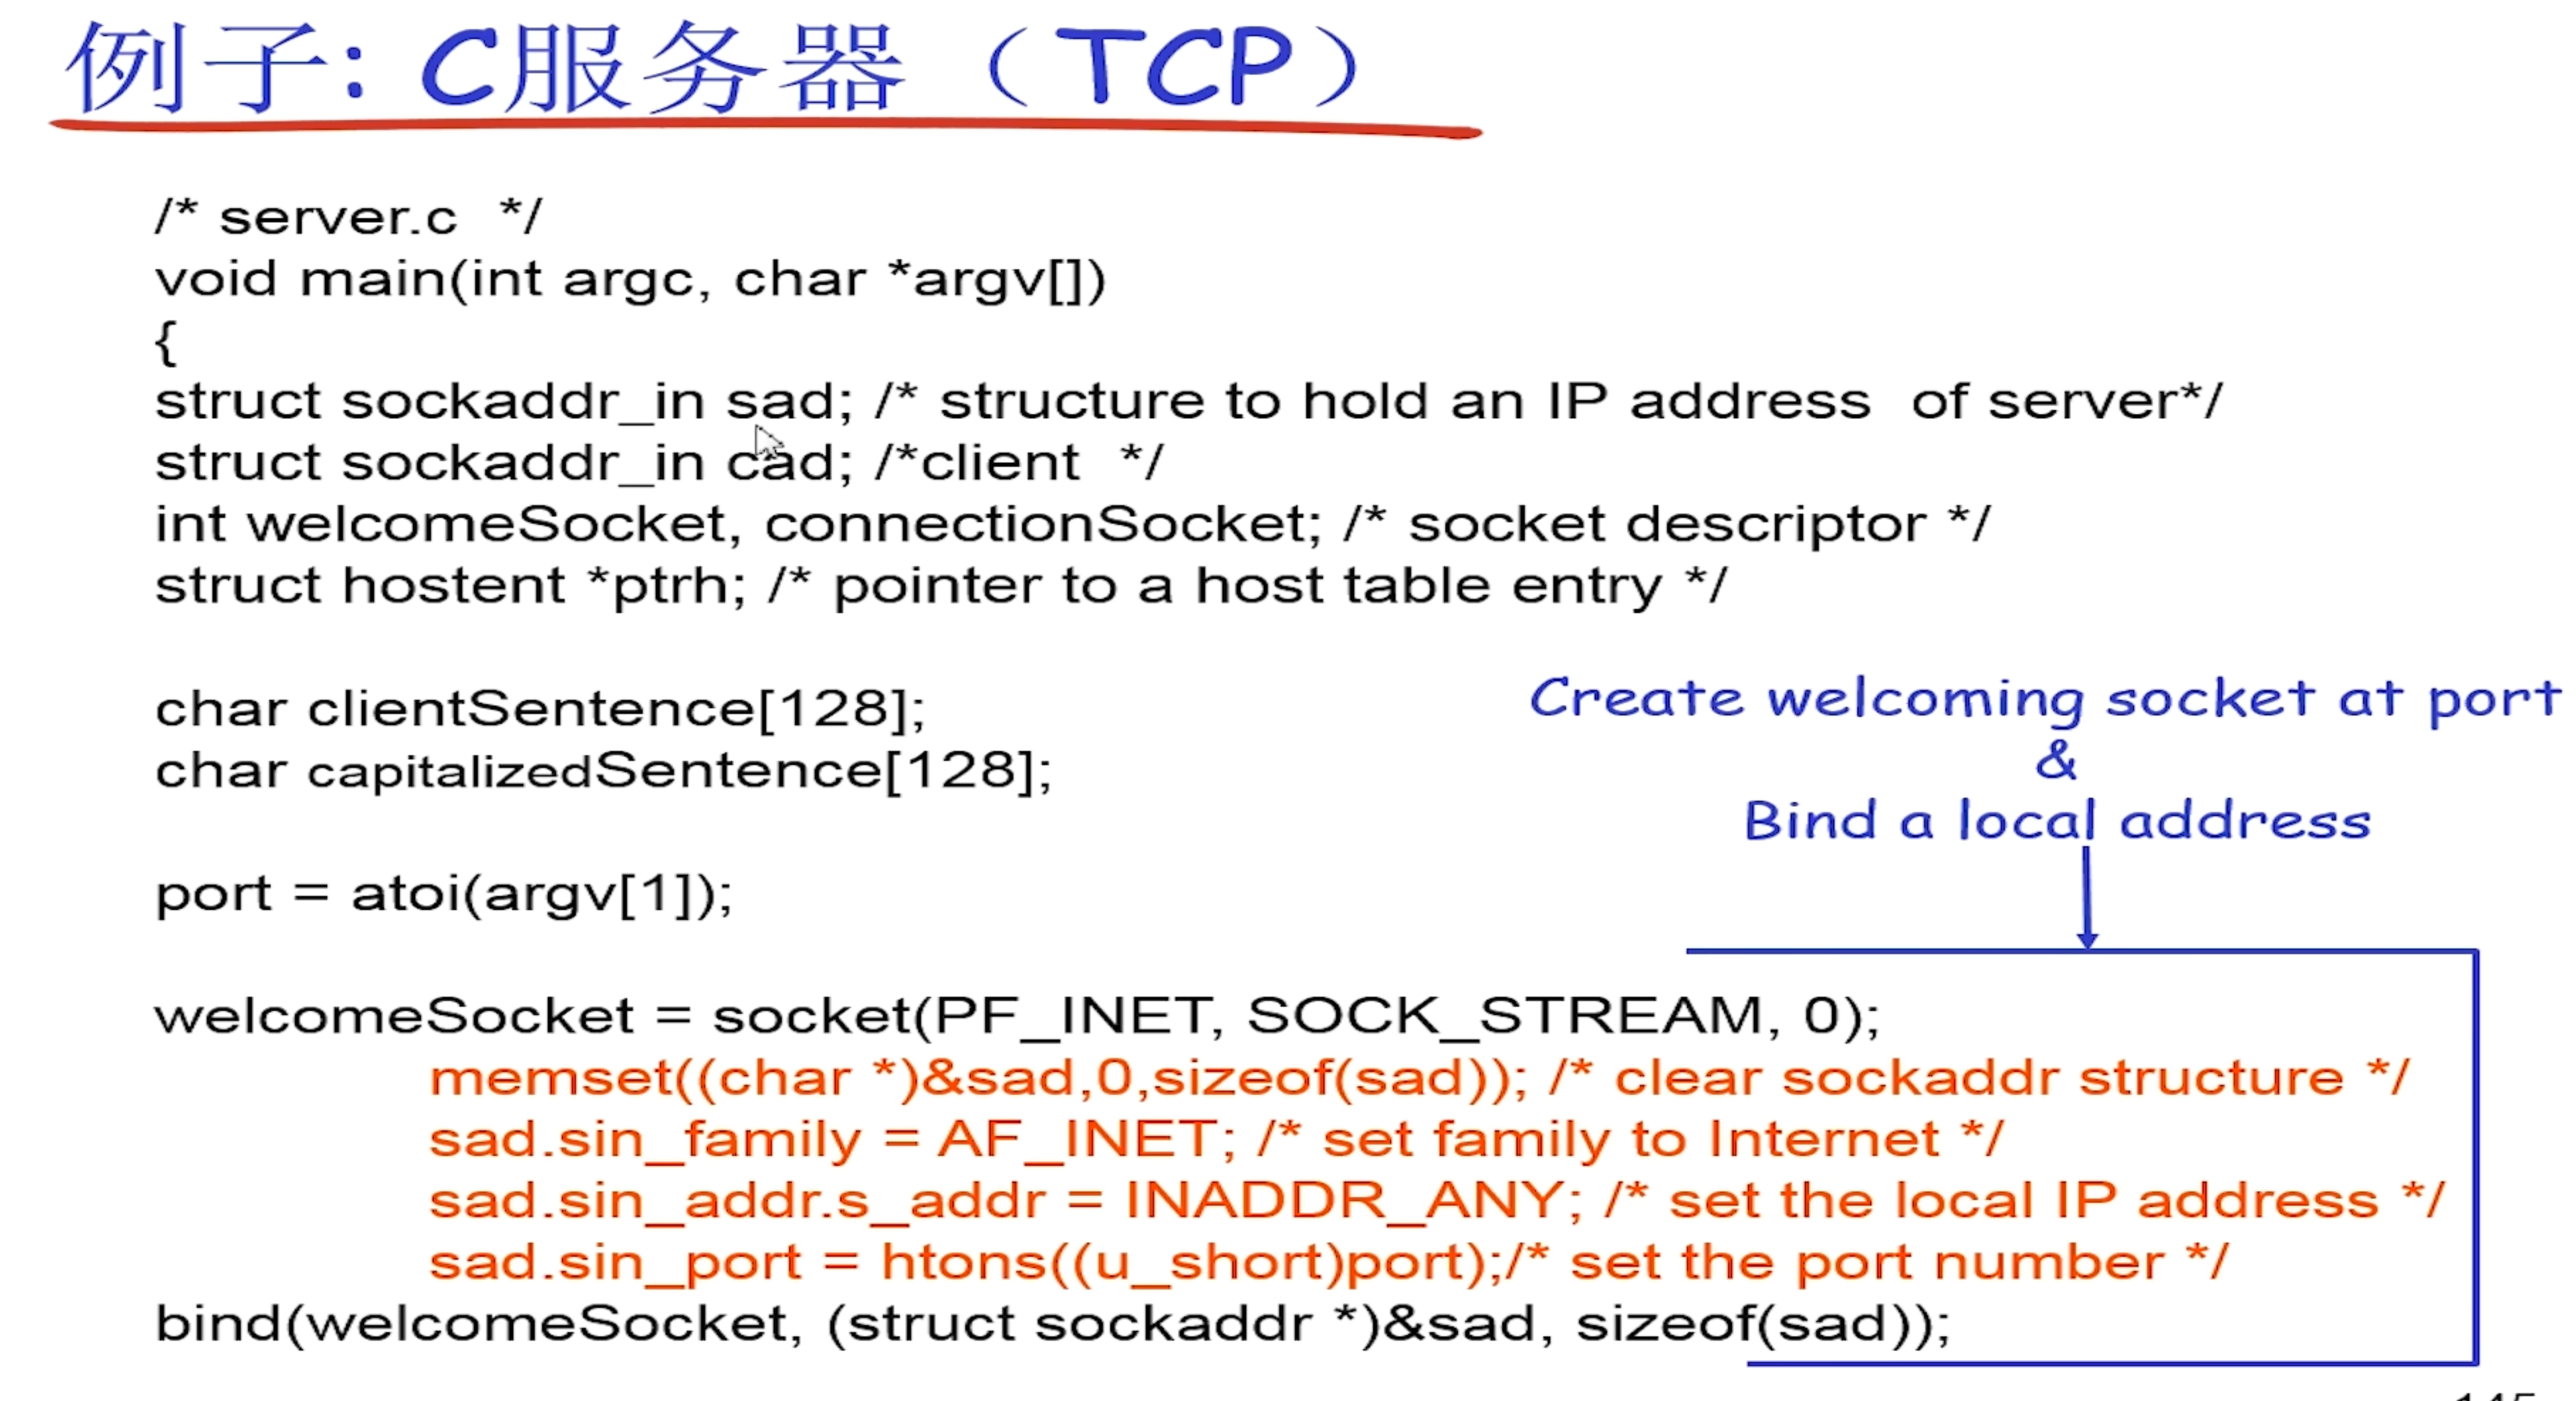 例子: C服务器（TCP）
/* server.c  */
void main(int argc, char *argv[])
{
struct sockaddr_in sad; /* structure to hold an IP address  of server*/
struct sockaddr_in cad; /*client  */
int welcomeSocket, connectionSocket; /* socket descriptor */
struct hostent *ptrh; /* pointer to a host table entry */
char clientSentence[128];
char capitalizedSentence[128];
Create welcoming socket at port
&
Bind a local address
port = atoi(argv[1]);
welcomeSocket = socket(PF_INET, SOCK_STREAM, 0);
memset((char *)&sad,0,sizeof(sad)); /* clear sockaddr structure */
sad.sin_family = AF_INET; /* set family to Internet */
sad.sin_addr.s_addr = INADDR_ANY; /* set the local IP address */
sad.sin_port = htons((u_short)port);/* set the port number */
bind(welcomeSocket, (struct sockaddr *)&sad, sizeof(sad));